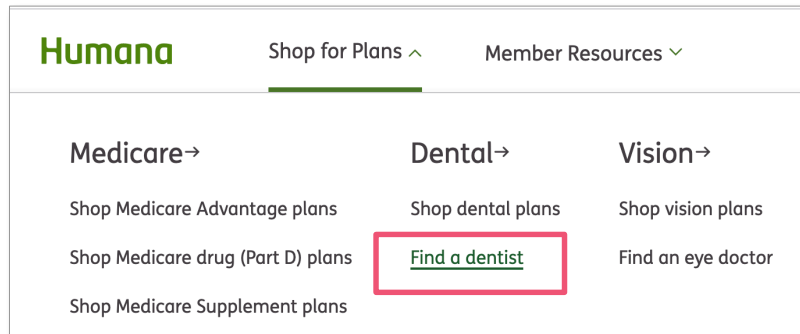 Humana
Shop for Plans
Member Resources
Medicare→
Shop Medicare Advantage plans
Shop Medicare drug (Part D) plans
Shop Medicare Supplement plans
Dental→
Shop dental plans
Find a dentist
Vision→
Shop vision plans
Find an eye doctor